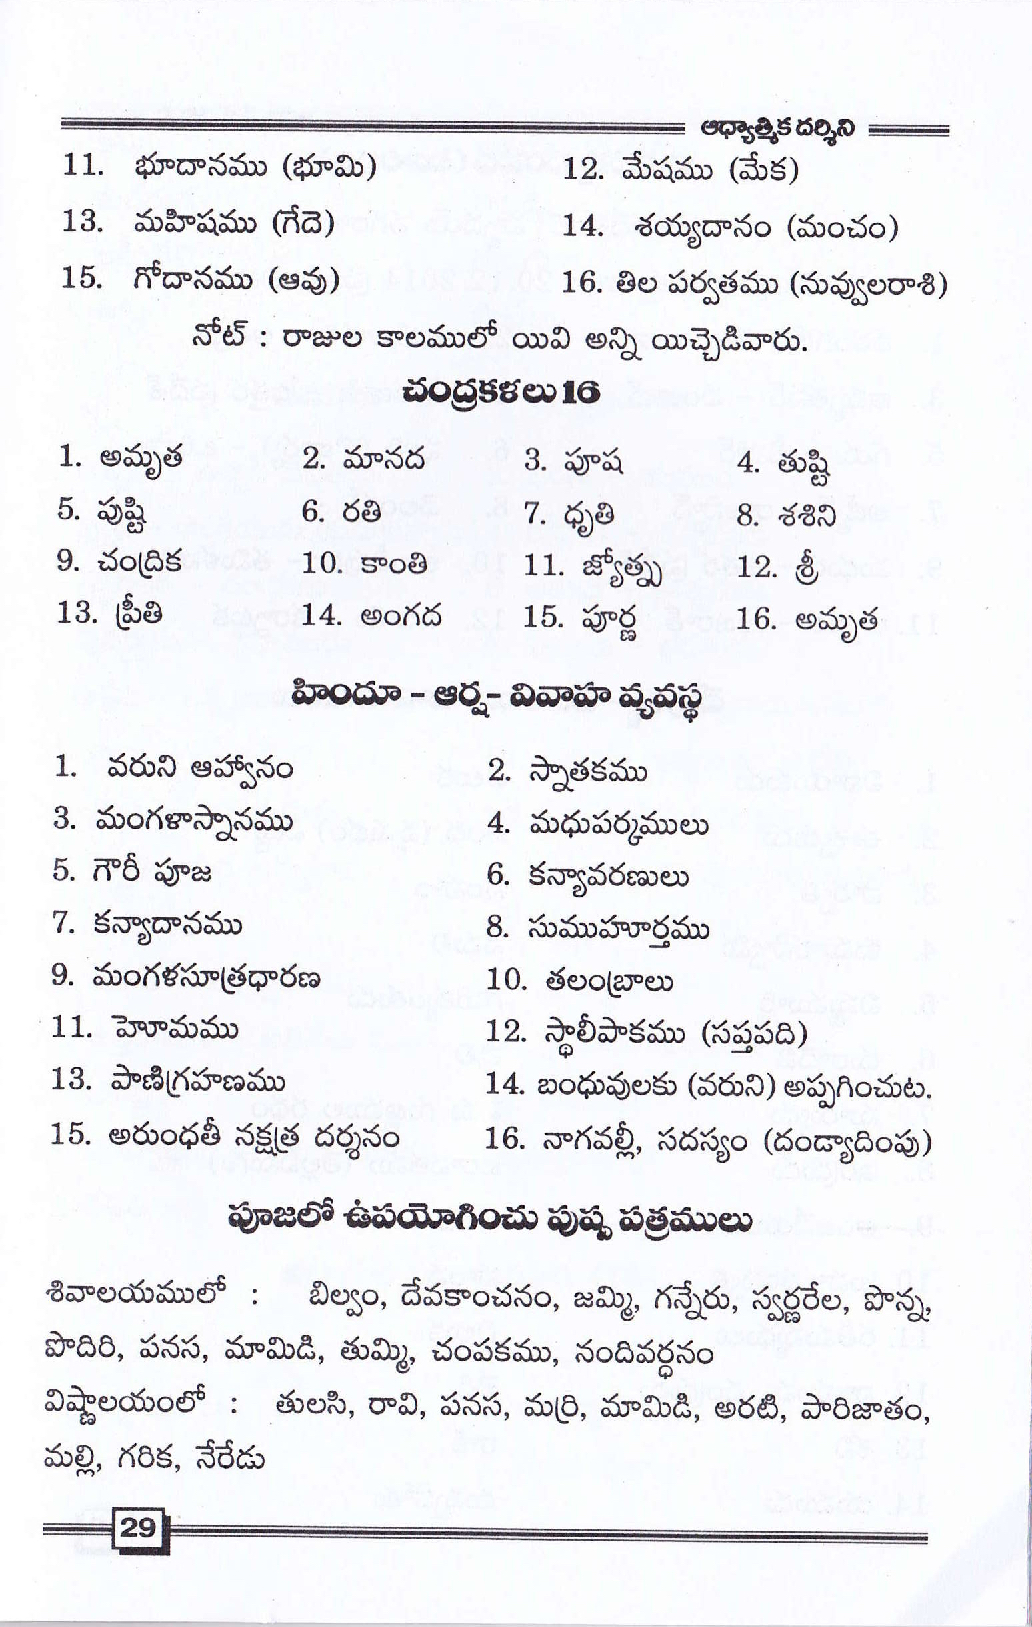 ఆధ్యాత్మిక దర్శిని
11. భూదానము (భూమి) 12. మేషము (మేక)
13. మహిషము (గేదె) 14. శయ్యదానం (మంచం)
15. గోదానము (ఆవు) 16. తిల పర్వతము (నువ్వులరాశి)
నోట్ : రాజుల కాలములో యివి అన్ని యిచ్చెడివారు.
చంద్రకళలు 16
1. అమృత 2. మానద 3. పూష 4. తుష్టి
5. పుష్టి 6. రతి 7. ధృతి 8. శశిని
9. చంద్రిక 10. కాంతి 11. జ్యోత్స్న 12. శ్రీ
13. ప్రీతి 14. అంగద 15. పూర్ణ 16. అమృత
హిందూ - ఆర్ష- వివాహ వ్యవస్థ
1. వరుని ఆహ్వానం 2. స్నాతకము
3. మంగళాస్నానము 4. మధుపర్కములు
5. గౌరీ పూజ 6. కన్యావరణులు
7. కన్యాదానము 8. సుముహూర్తము
9. మంగళసూత్రధారణ 10. తలంబ్రాలు
11. హెూమము 12. స్థాలీపాకము (సప్తపది)
13. పాణిగ్రహణము 14. బంధువులకు (వరుని) అప్పగించుట.
15. అరుంధతీ నక్షత్ర దర్శనం 16. నాగవల్లీ, సదస్యం (దండ్యాదింపు)
పూజలో ఉపయోగించు పుష్ప పత్రములు
శివాలయములో : బిల్వం, దేవకాంచనం, జమ్మి, గన్నేరు, స్వర్ణరేల, పొన్న,
పొదిరి, పనస, మామిడి, తుమ్మి, చంపకము, నందివర్ధనం
విష్ణాలయంలో : తులసి, రావి, పనస, మర్రి, మామిడి, అరటి, పారిజాతం,
మల్లి, గరిక, నేరేడు
29